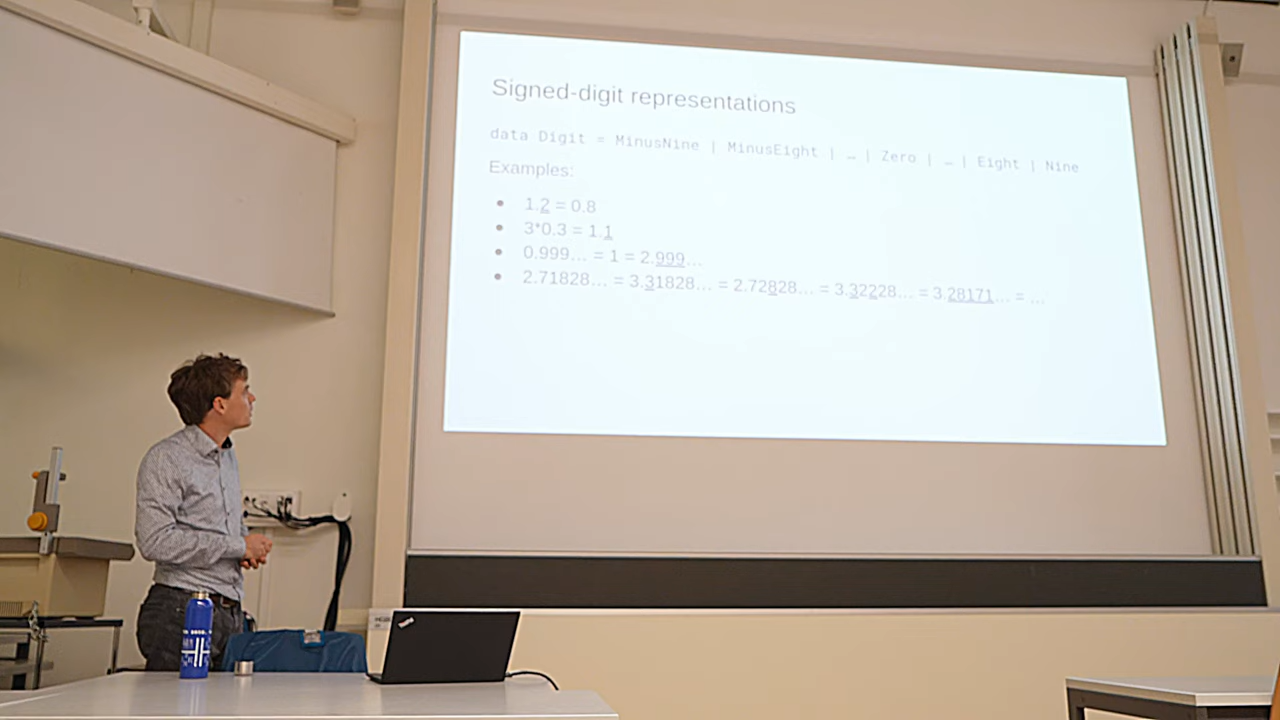 Signed-digit representations
data Digit = MinusNine | MinusEight | … | Zero | … | Eight | Nine
Examples:
• 1.2 = 0.8
• 3*0.3 = 1.1
• 0.999… = 1 = 2.999…
• 2.71828… = 3.31828… = 2.72828… = 3.32228… = 3.28171… = …